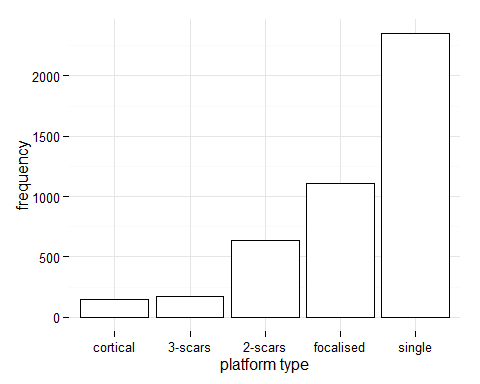 frequency
2000
1500
1000
500
0
cortical 3-scars 2-scars focalised single
platform type